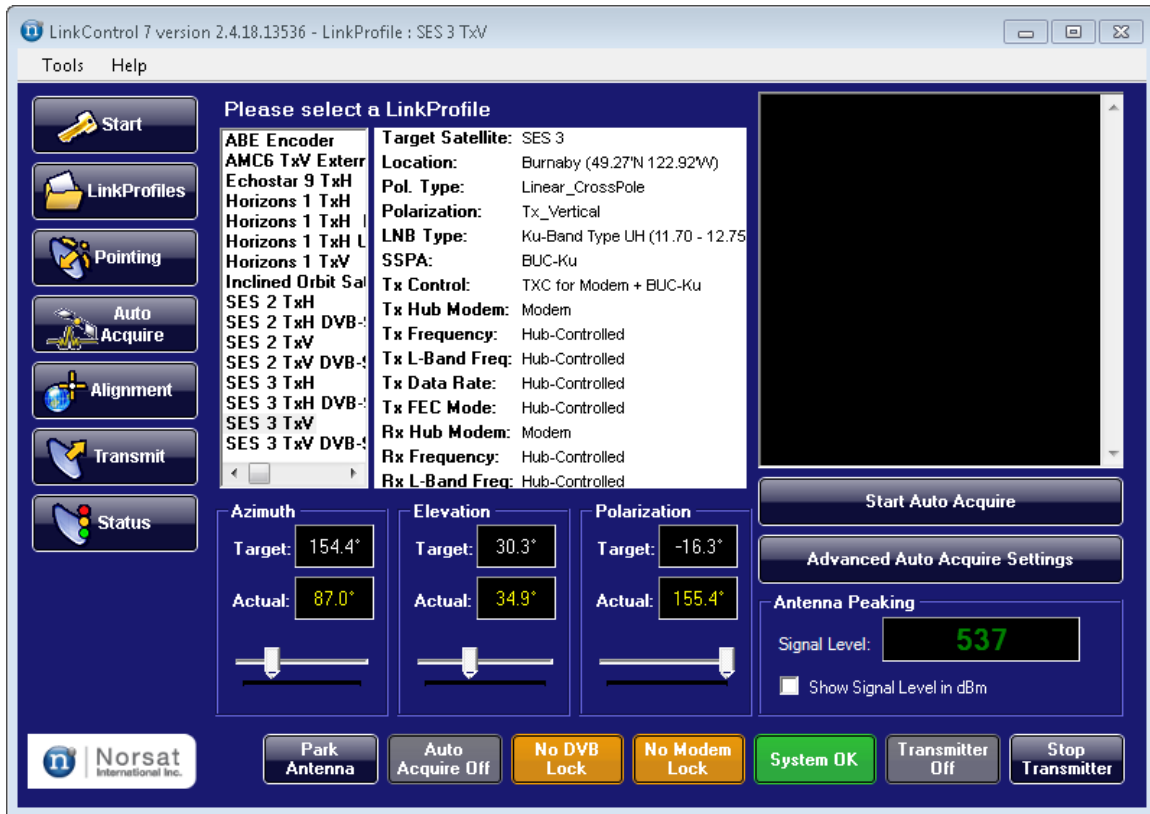 LinkControl 7 version 2.4.18.13536 - LinkProfile : SES 3 TxV
Tools Help
Start
LinkProfiles
Pointing
Auto
Acquire
Alignment
Transmit
Status
Please select a LinkProfile
ABE Encoder
AMC6 TxV Extern
Echostar 9 TxH
Horizons 1 TxH
Horizons 1 TxH
Horizons 1 TxH L
Horizons 1 TxV
Inclined Orbit Sal
SES 2 TxH
SES 2 TxH DVB-S
SES 2 TxV
SES 2 TxV DVB-S
SES 3 TxH
SES 3 TxH DVB-S
SES 3 TxV
SES 3 TxV DVB-S
Target Satellite: SES 3
Location: Burnaby (49.27'N 122.92'W)
Pol. Type: Linear_CrossPole
Polarization: Tx_Vertical
LNB Type: Ku-Band Type UH (11.70 - 12.75
SSPA: BUC-Ku
Tx Control: TXC for Modem + BUC-Ku
Tx Hub Modem: Modem
Tx Frequency: Hub-Controlled
Tx L-Band Freq: Hub-Controlled
Tx Data Rate: Hub-Controlled
Tx FEC Mode: Hub-Controlled
Rx Hub Modem: Modem
Rx Frequency: Hub-Controlled
Rx L-Band Freq: Hub-Controlled
Start Auto Acquire
Advanced Auto Acquire Settings
Azimuth
Target: 154.4°
Actual: 87.0°
Elevation
Target: 30.3°
Actual: 34.9°
Polarization
Target: -16.3°
Actual: 155.4°
Antenna Peaking
Signal Level: 537
Show Signal Level in dBm
n Norsat
International Inc.
Park
Antenna
Auto
Acquire Off
No DVB
Lock
No Modem
Lock
System OK
Transmitter
Off
Stop
Transmitter